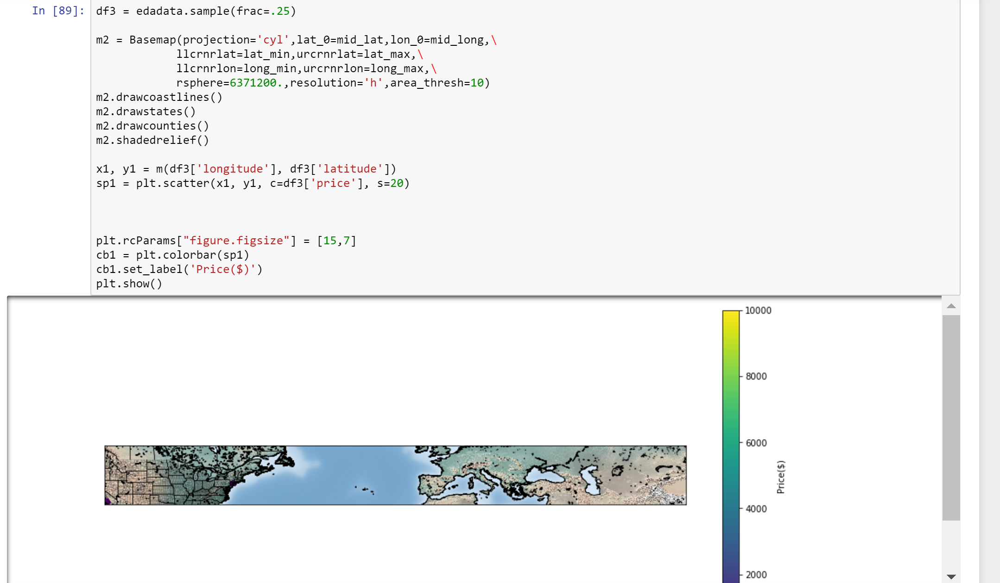 In [89]:
df3 = edadata.sample(frac=.25)
m2 = Basemap(projection='cyl',lat_0=mid_lat,lon_0=mid_long,\
llcrnrlat=lat_min,urcrnrlat=lat_max,\
llcrnrlon=long_min,urcrnrlon=long_max,\
rsphere=6371200.,resolution='h',area_thresh=10)
m2.drawcoastlines()
m2.drawstates()
m2.drawcounties()
m2.shadedrelief()
x1, y1 = m(df3['longitude'], df3['latitude'])
sp1 = plt.scatter(x1, y1, c=df3['price'], s=20)
plt.rcParams["figure.figsize"] = [15,7]
cb1 = plt.colorbar(sp1)
cb1.set_label('Price($)')
plt.show()
10000
8000
6000
4000
2000
Price($)